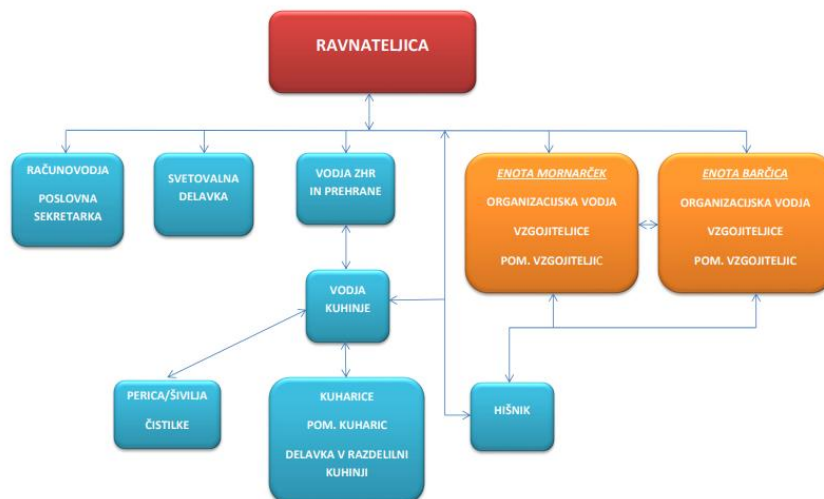 RAVNATELJICA
RAČUNOVODJA
POSLOVNA
SEKRETARKA
SVETOVALNA
DELAVKA
VODJA ZHR
IN PREHRANE
ENOTA MORNARČEK
ORGANIZACIJSKA VODJA
VZGOJITELJICE
POM. VZGOJITELJIC
ENOTA BARČICA
ORGANIZACIJSKA VODJA
VZGOJITELJICE
POM. VZGOJITELJIC
VODJA
KUHINJE
PERICA/ŠIVILJA
ČISTILKE
KUHARICE
POM. KUHARIC
DELAVKA V RAZDELILNI
KUHINJI
HIŠNIK